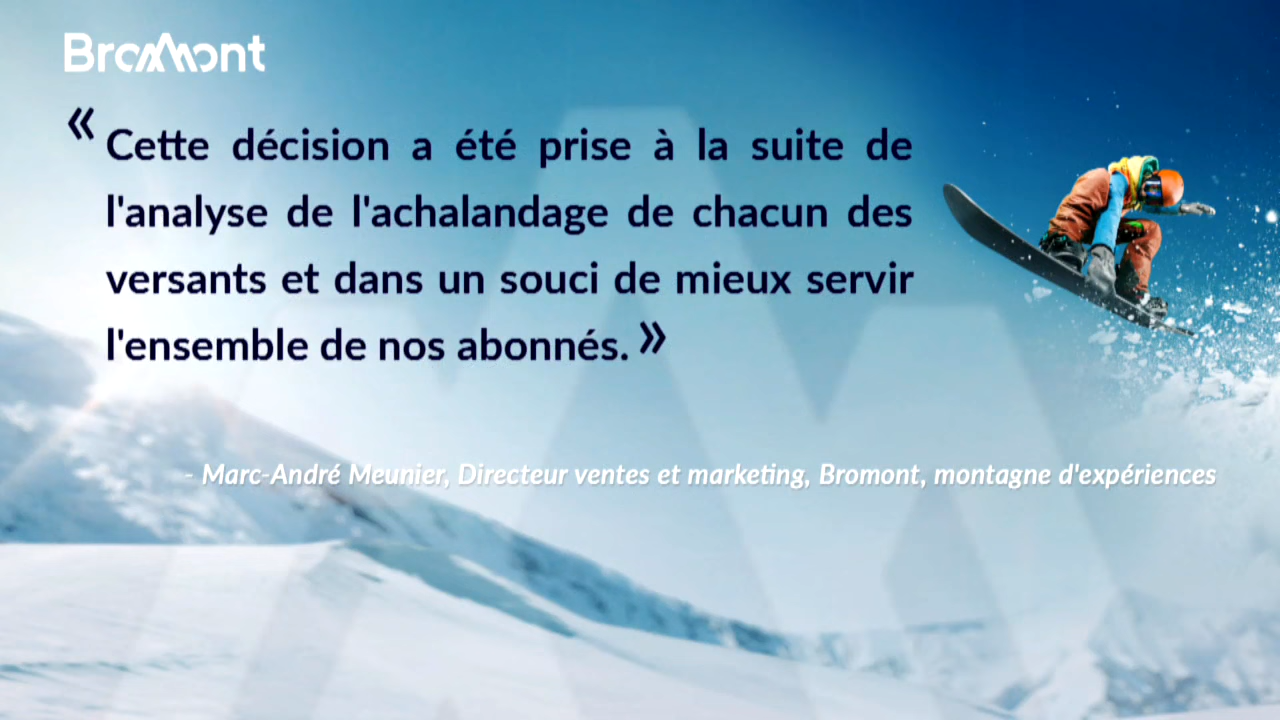 Bromont
« Cette décision a été prise à la suite de
l'analyse de l'achalandage de chacun des
versants et dans un souci de mieux servir
l'ensemble de nos abonnés. »
- Marc-André Meunier, Directeur ventes et marketing, Bromont, montagne d'expériences